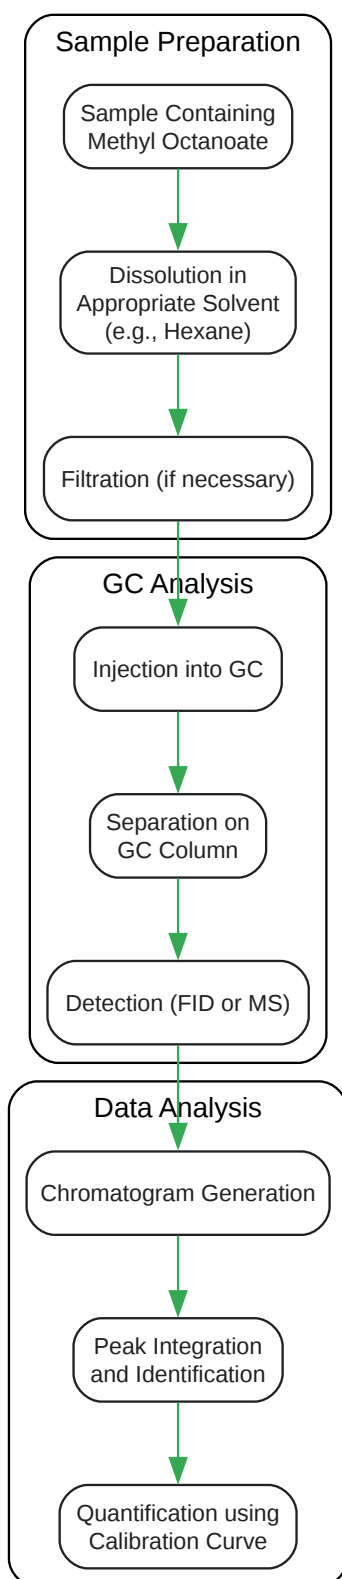 Sample Preparation
Sample Containing
Methyl Octanoate
Dissolution in
Appropriate Solvent
(e.g., Hexane)
Filtration (if necessary)
GC Analysis
Injection into GC
Separation on
GC Column
Detection (FID or MS)
Data Analysis
Chromatogram Generation
Peak Integration
and Identification
Quantification using
Calibration Curve